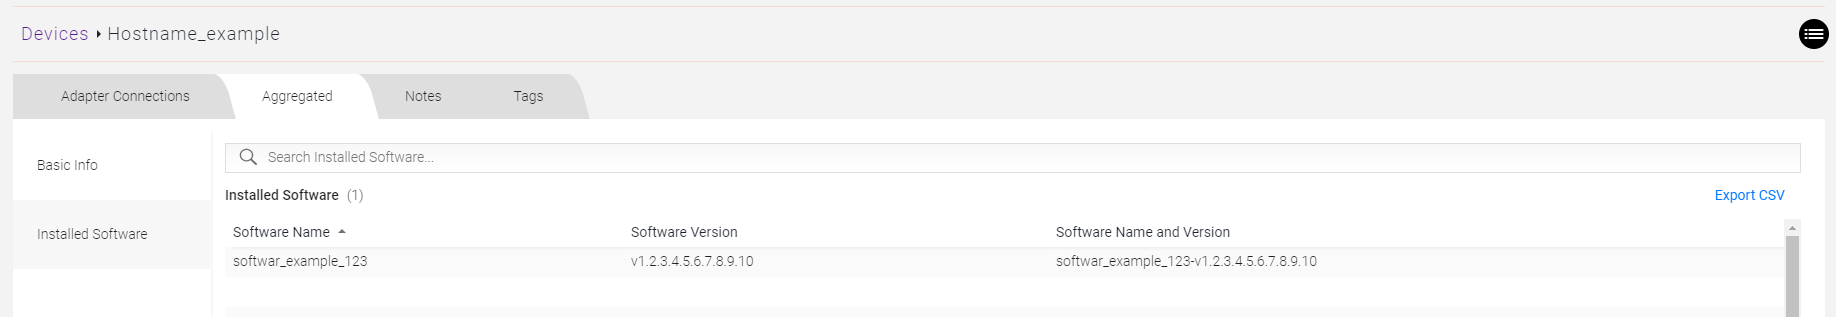 Devices Hostname_example
Adapter Connections Aggregated Notes Tags
Basic Info
Installed Software
Search Installed Software...
Installed Software (1) Export CSV
Software Name Software Version Software Name and Version
softwar_example_123 v1.2.3.4.5.6.7.8.9.10 softwar_example_123-v1.2.3.4.5.6.7.8.9.10